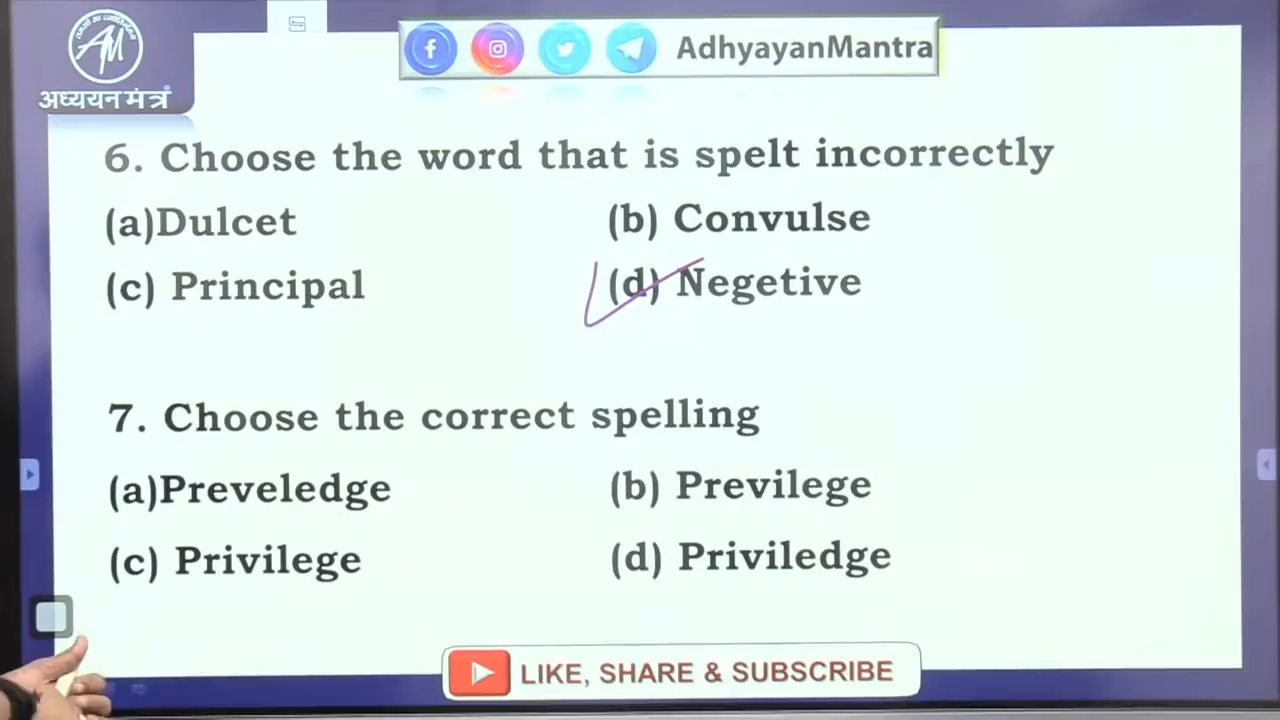 AM
अध्ययन मंत्रं
AdhyayanMantra
6. Choose the word that is spelt incorrectly
(a)Dulcet (b) Convulse
(c) Principal (d) Negetive
7. Choose the correct spelling
(a)Preveledge (b) Previlege
(c) Privilege (d) Priviledge
LIKE, SHARE & SUBSCRIBE